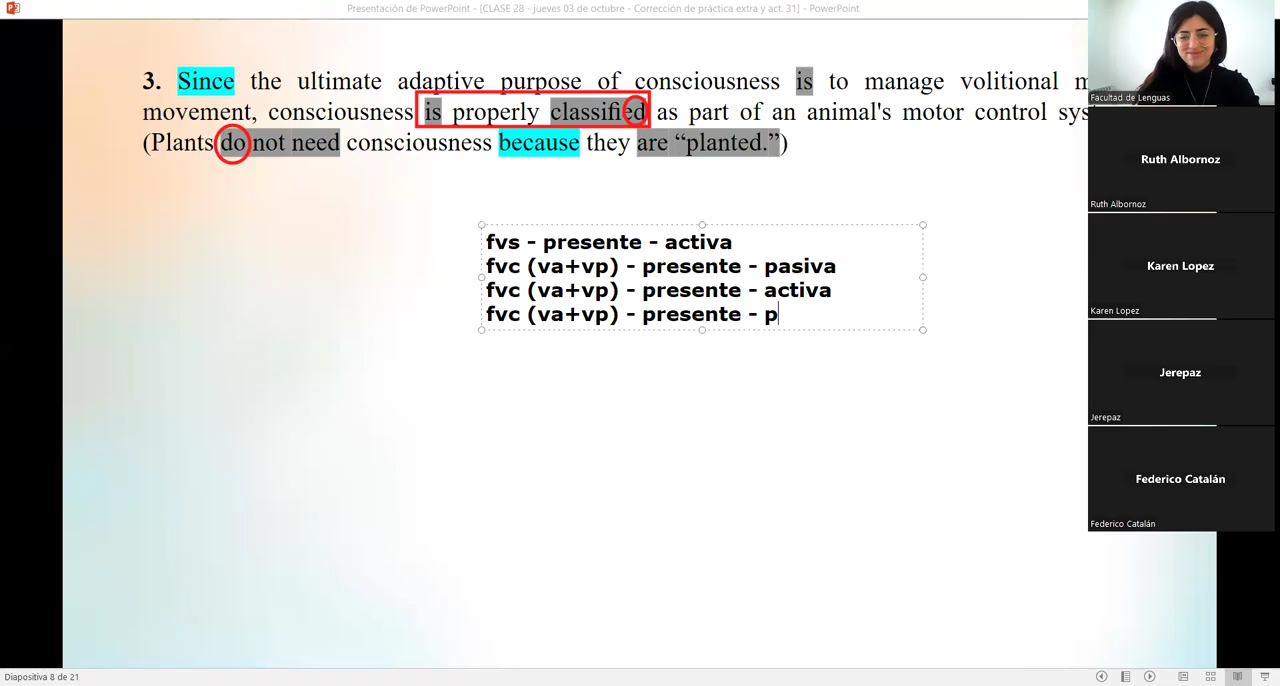 Presentación de PowerPoint - [CLASE 28 - jueves 03 de octubre - Corrección de práctica extra y act. 31] - PowerPoint
3. Since the ultimate adaptive purpose of consciousness is to manage volitional m
movement, consciousness is properly classified as part of an animal's motor control sys
(Plants do not need consciousness because they are “planted.”)
fvs - presente - activa
fvc (va+vp) - presente - pasiva
fvc (va+vp) - presente - activa
fvc (va+vp) - presente - p
Facultad de Lenguas
Ruth Albornoz
Ruth Albornoz
Karen Lopez
Karen Lopez
Jerepaz
Jerepaz
Federico Catalán
Federico Catalán
Diapositiva 8 de 21